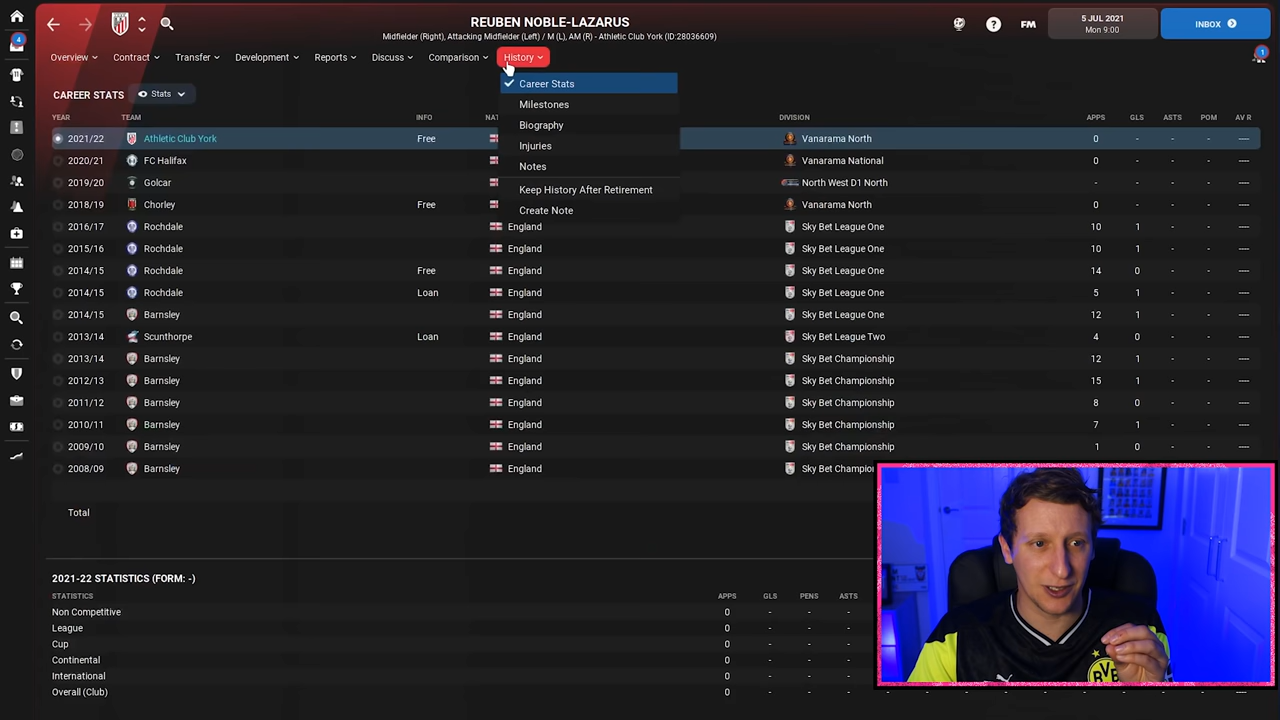 REUBEN NOBLE-LAZARUS
Midfielder (Right), Attacking Midfielder (Left) / M (L), AM (R) - Athletic Club York (ID:28036609)
FM
5 JUL 2021
Mon 9:00
INBOX
4
1
Overview Contract Transfer Development Reports Discuss Comparison History
CAREER STATS Stats
Career Stats
Milestones
Biography
Injuries
Notes
Keep History After Retirement
Create Note
YEAR TEAM INFO NAT DIVISION APPS GLS ASTS POM AV R
2021/22 Athletic Club York Free Vanarama North 0 - - - ----
2020/21 FC Halifax Vanarama National 0 - - - ----
2019/20 Golcar North West D1 North - - - - ----
2018/19 Chorley Free Vanarama North 0 - - - ----
2016/17 Rochdale England Sky Bet League One 10 1 - - ----
2015/16 Rochdale England Sky Bet League One 10 1 - - ----
2014/15 Rochdale Free England Sky Bet League One 14 0 - - ----
2014/15 Rochdale Loan England Sky Bet League One 5 1 - - ----
2014/15 Barnsley England Sky Bet League One 12 1 - - ----
2013/14 Scunthorpe Loan England Sky Bet League Two 4 0 - - ----
2013/14 Barnsley England Sky Bet Championship 12 1 - - ----
2012/13 Barnsley England Sky Bet Championship 15 1 - - ----
2011/12 Barnsley England Sky Bet Championship 8 0 - - ----
2010/11 Barnsley England Sky Bet Championship 7 1 - - ----
2009/10 Barnsley England Sky Bet Championship 1 0 - - ----
2008/09 Barnsley England Sky Bet Champion
Total
2021-22 STATISTICS (FORM: -)
STATISTICS APPS GLS PENS ASTS
Non Competitive 0 - - -
League 0 - - -
Cup 0 - - -
Continental 0 - - -
International 0 - - -
Overall (Club) 0 - - -